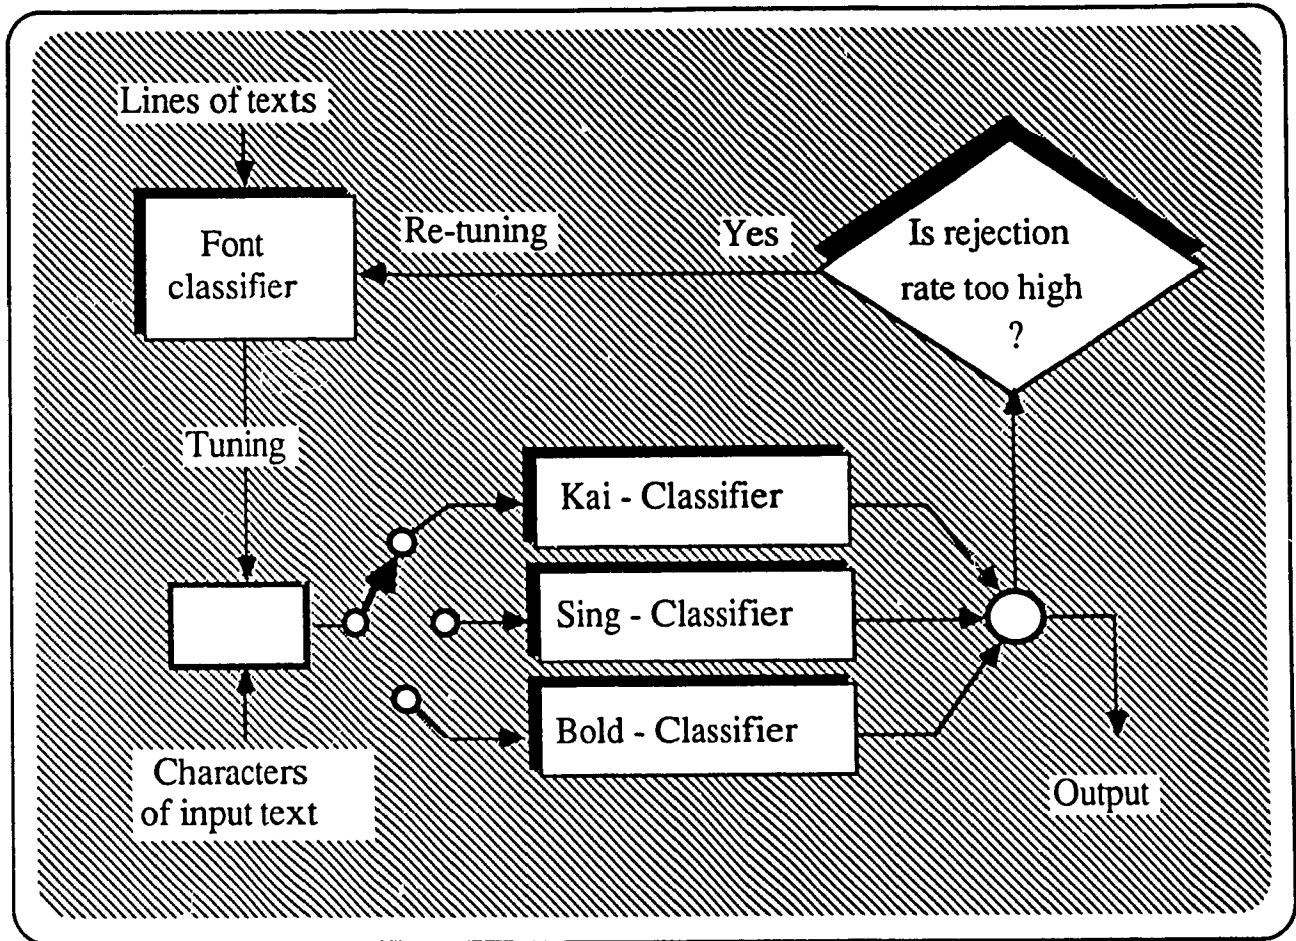 Lines of texts
Font
classifier
Re-tuning
Yes
Is rejection
rate too high
?
Tuning
Kai - Classifier
Sing - Classifier
Bold - Classifier
Characters
of input text
Output